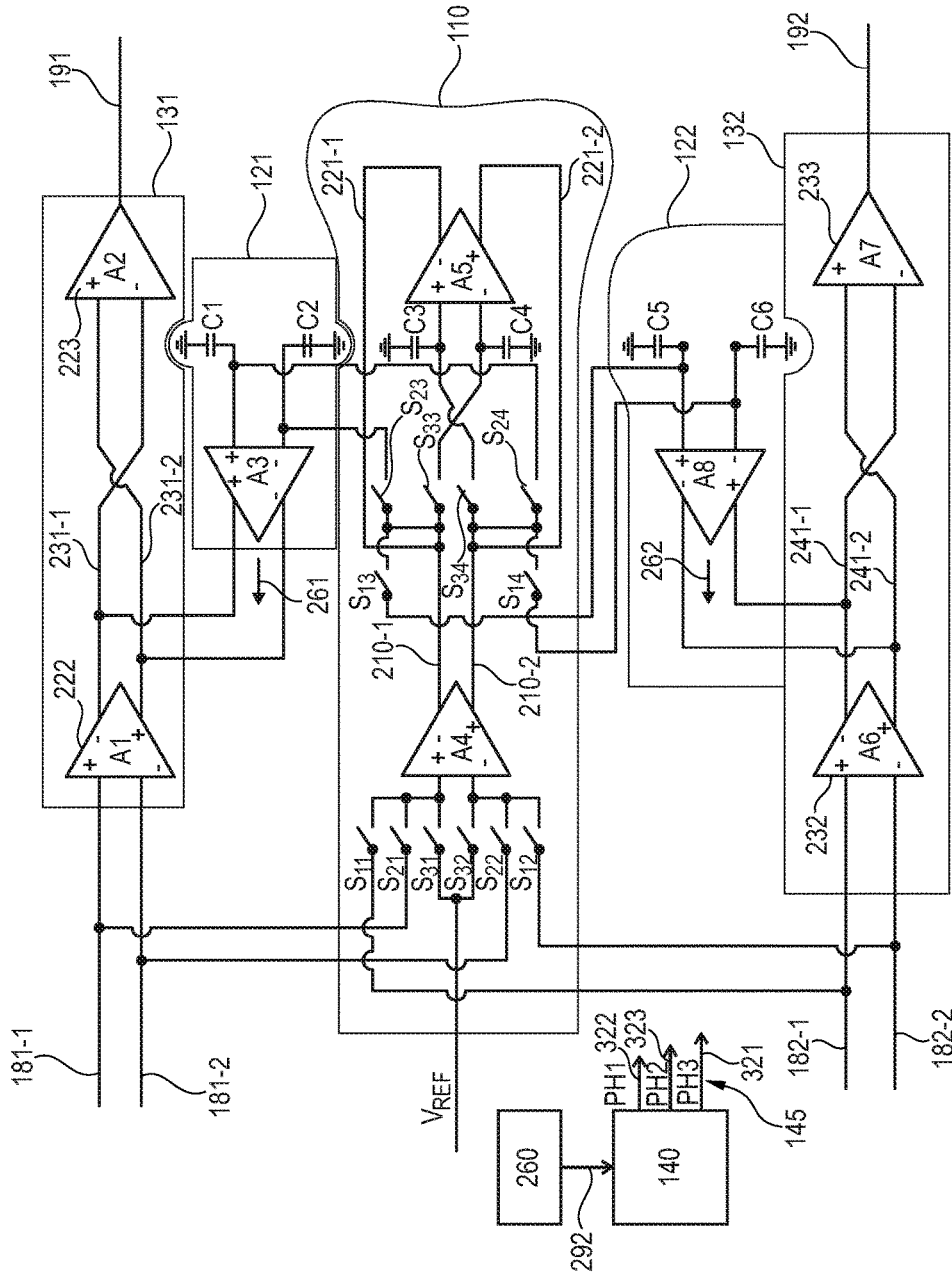 181-1
181-2
222
A1
+
-
-
+
231-1
231-2
223
A2
+
-
191
131
121
A3
+
-
+
-
261
C1
C2
110
221-1
221-2
C3
C4
A5
+
-
-
+
S23
S33
S34
S24
S13
S14
210-1
210-2
A4
+
-
-
+
S11
S21
S31
S32
S22
S12
VREF
122
132
C5
C6
A8
-
+
+
-
262
241-1
241-2
233
A7
+
-
192
232
A6
+
-
-
+
182-1
182-2
260
292
140
PH1
PH2
PH3
322
323
321
145